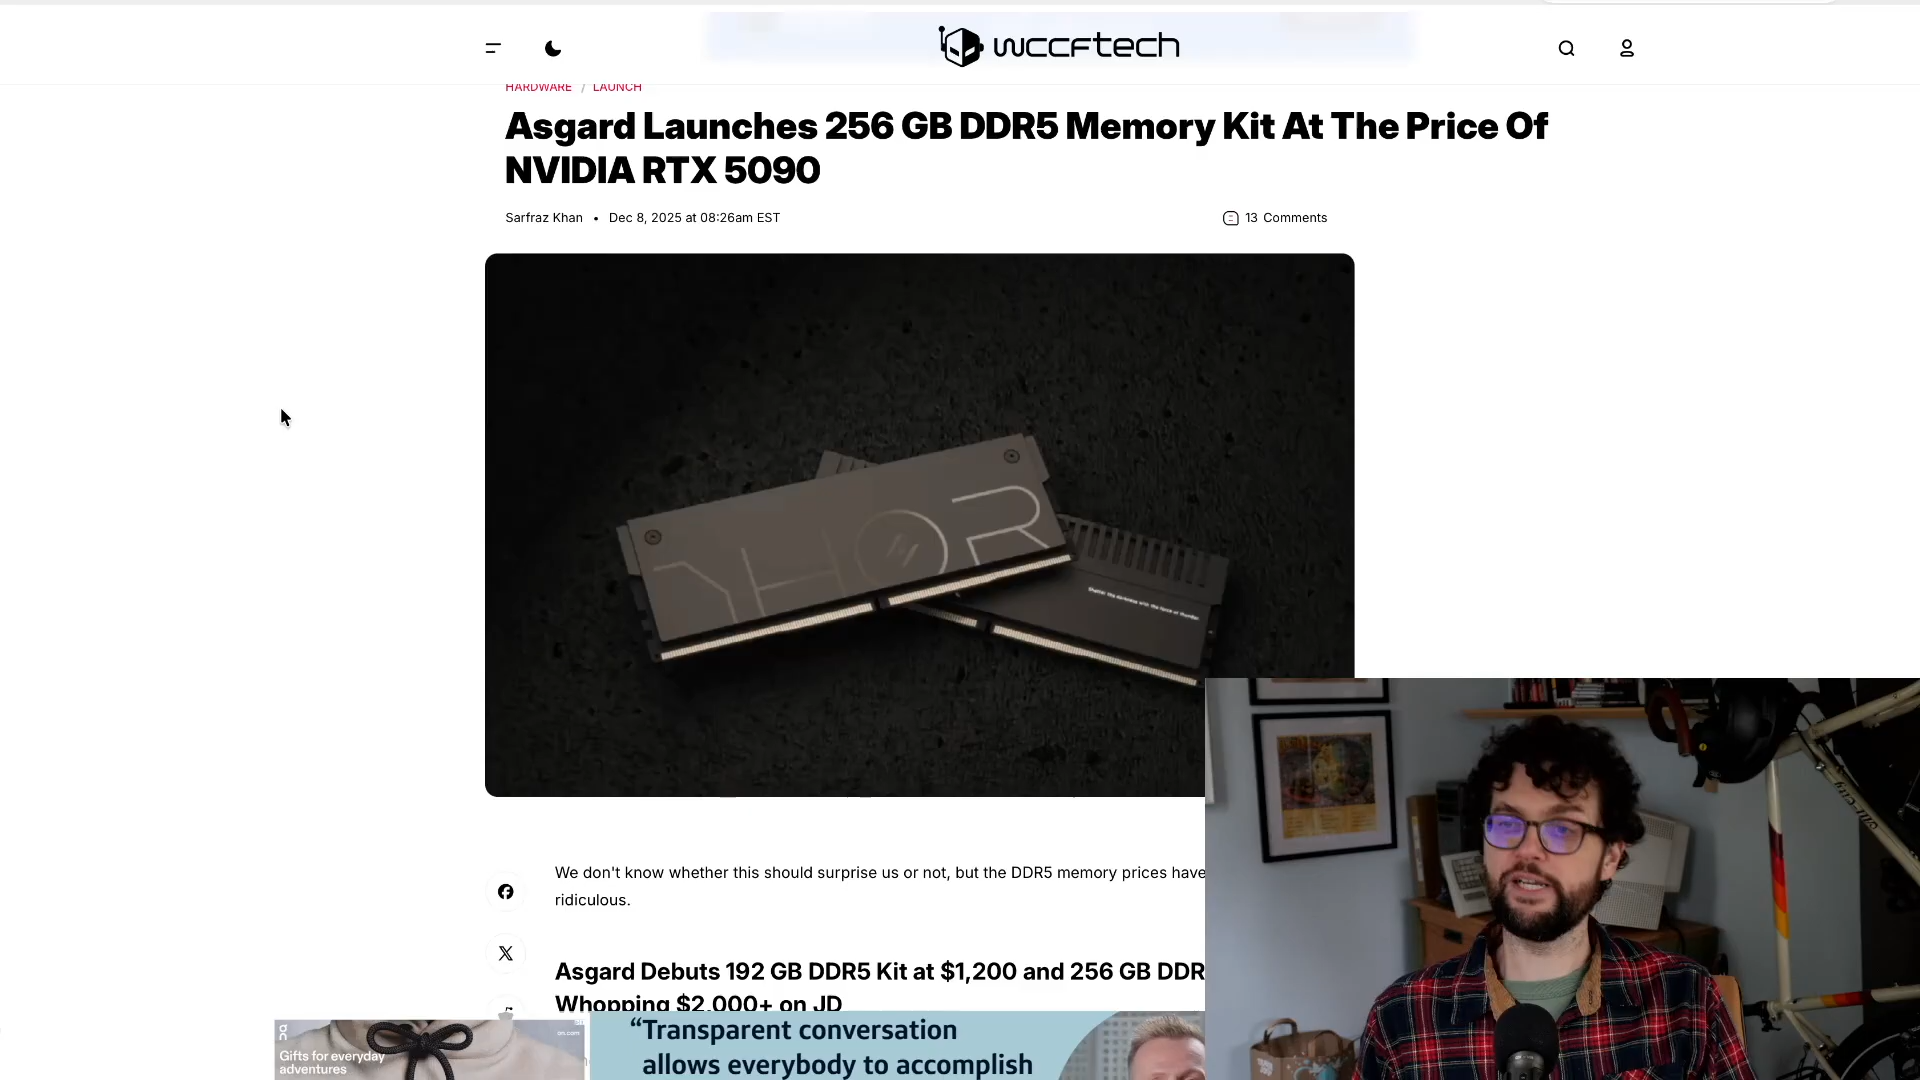 wccftech
HARDWARE / LAUNCH
Asgard Launches 256 GB DDR5 Memory Kit At The Price Of
NVIDIA RTX 5090
Sarfraz Khan • Dec 8, 2025 at 08:26am EST
13 Comments
THOR
We don't know whether this should surprise us or not, but the DDR5 memory prices have
ridiculous.
Asgard Debuts 192 GB DDR5 Kit at $1,200 and 256 GB DDR
Whopping $2,000+ on JD
Gifts for everyday
adventures
“Transparent conversation
allows everybody to accomplish